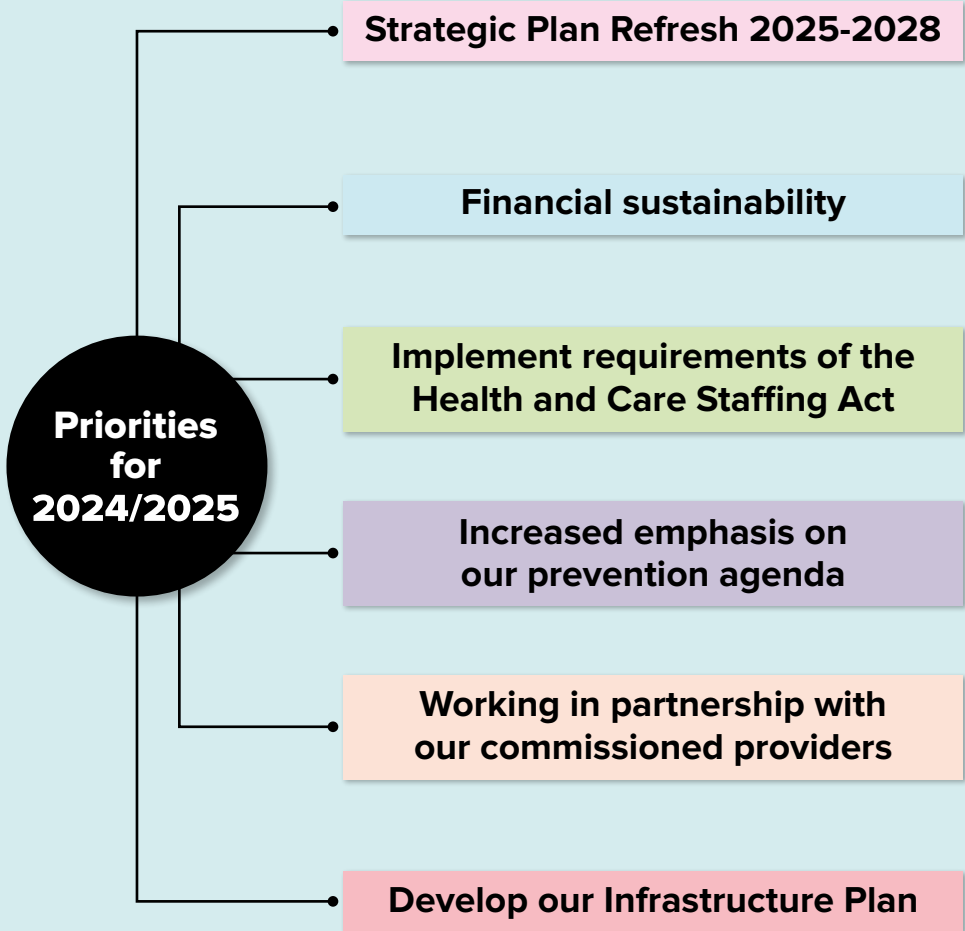 Strategic Plan Refresh 2025-2028
Financial sustainability
Implement requirements of the
Health and Care Staffing Act
Priorities
for
2024/2025
Increased emphasis on
our prevention agenda
Working in partnership with
our commissioned providers
Develop our Infrastructure Plan